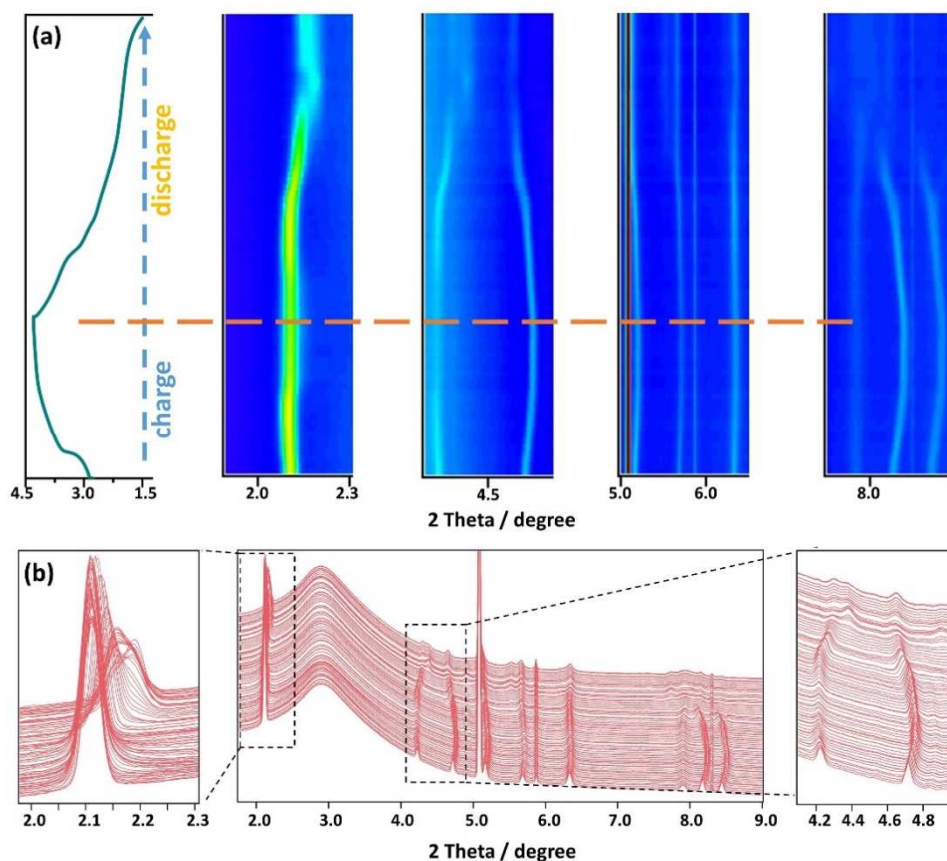 (a)
discharge
charge
4.5 3.0 1.5
2.0 2.3
4.5
5.0 6.0
8.0
2 Theta / degree
(b)
2.0 2.1 2.2 2.3
2.0 3.0 4.0 5.0 6.0 7.0 8.0 9.0
4.2 4.4 4.6 4.8
2 Theta / degree